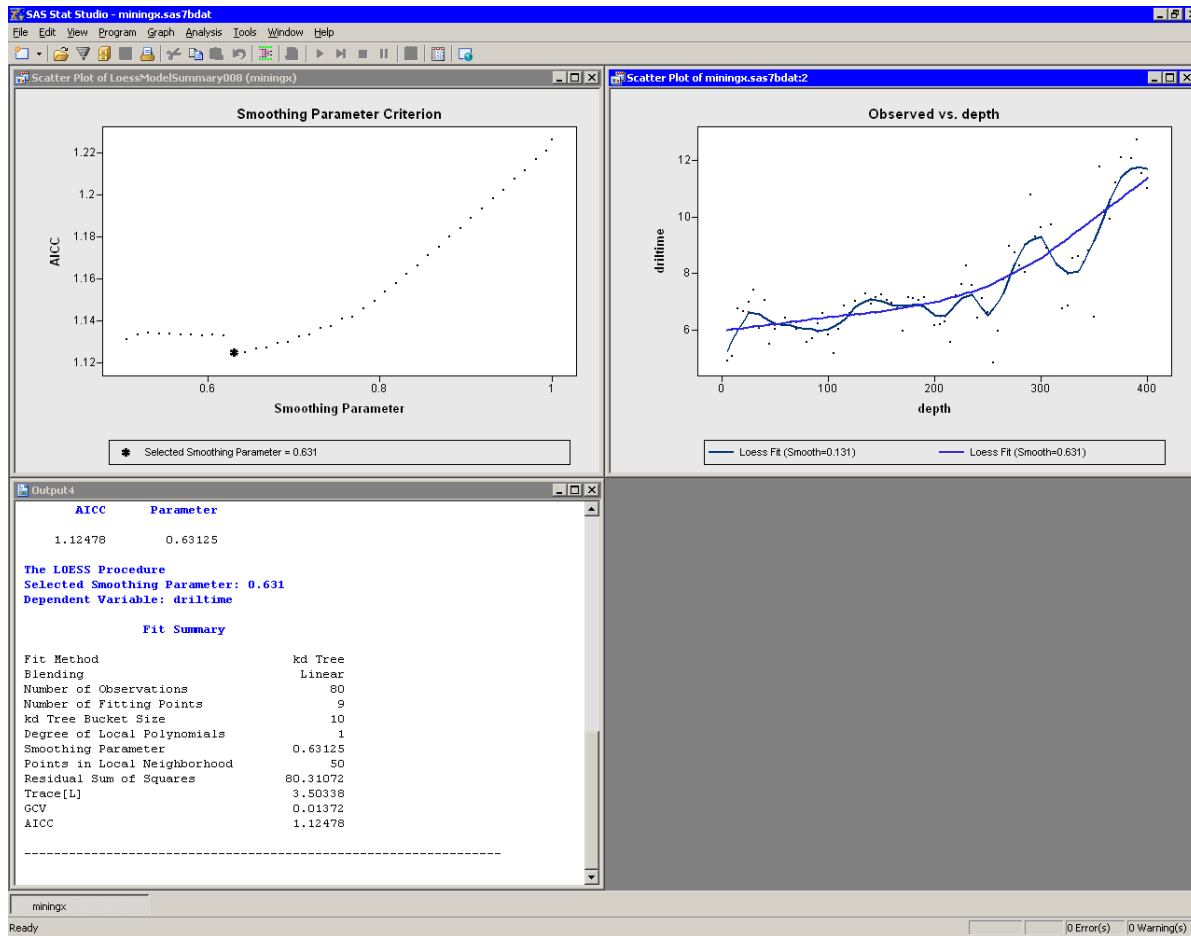 SAS Stat Studio - miningx.sas7bdat
File Edit View Program Graph Analysis Tools Window Help
Scatter Plot of LoessModelSummary008 (miningx)
Smoothing Parameter Criterion
1.22
1.2
1.18
1.16
1.14
1.12
AICC
0.6 0.8 1
Smoothing Parameter
Selected Smoothing Parameter = 0.631
Scatter Plot of miningx.sas7bdat:2
Observed vs. depth
12
10
8
6
driltime
0 100 200 300 400
depth
Loess Fit (Smooth=0.131) Loess Fit (Smooth=0.631)
Output4
AICC Parameter
1.12478 0.63125
The LOESS Procedure
Selected Smoothing Parameter: 0.631
Dependent Variable: driltime
Fit Summary
Fit Method kd Tree
Blending Linear
Number of Observations 80
Number of Fitting Points 9
kd Tree Bucket Size 10
Degree of Local Polynomials 1
Smoothing Parameter 0.63125
Points in Local Neighborhood 50
Residual Sum of Squares 80.31072
Trace[L] 3.50338
GCV 0.01372
AICC 1.12478
miningx
Ready 0 Error(s) 0 Warning(s)